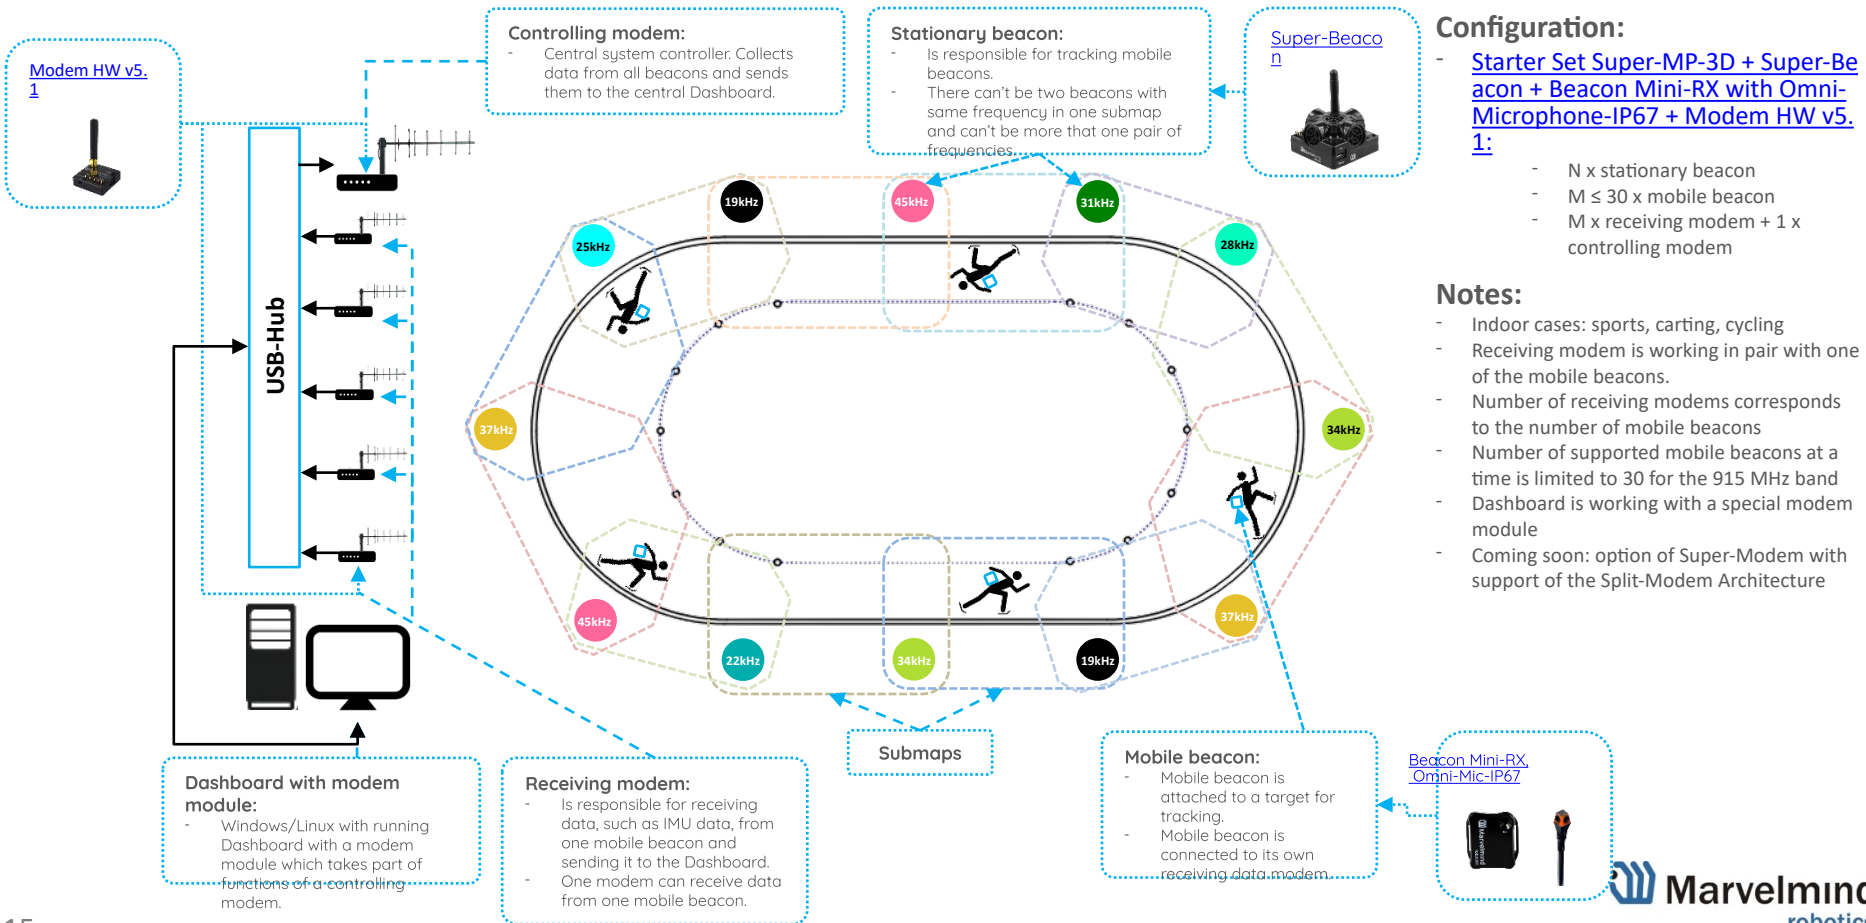 Modem HW v5.
1
Controlling modem:
- Central system controller. Collects
data from all beacons and sends
them to the central Dashboard.
Stationary beacon:
- Is responsible for tracking mobile
beacons.
- There can't be two beacons with
same frequency in one submap
and can't be more that one pair of
frequencies.
Super-Beaco
n
Configuration:
- Starter Set Super-MP-3D + Super-Be
acon + Beacon Mini-RX with Omni-
Microphone-IP67 + Modem HW v5.
1:
- N x stationary beacon
- M ≤ 30 x mobile beacon
- M x receiving modem + 1 x
controlling modem
Notes:
- Indoor cases: sports, carting, cycling
- Receiving modem is working in pair with one
of the mobile beacons.
- Number of receiving modems corresponds
to the number of mobile beacons
- Number of supported mobile beacons at a
time is limited to 30 for the 915 MHz band
- Dashboard is working with a special modem
module
- Coming soon: option of Super-Modem with
support of the Split-Modem Architecture
USB-Hub
19kHz
45kHz
31kHz
25kHz
28kHz
37kHz
34kHz
45kHz
37kHz
22kHz
34kHz
19kHz
Submaps
Dashboard with modem
module:
- Windows/Linux with running
Dashboard with a modem
module which takes part of
functions of a controlling
modem.
Receiving modem:
- Is responsible for receiving
data, such as IMU data, from
one mobile beacon and
sending it to the Dashboard.
- One modem can receive data
from one mobile beacon.
Mobile beacon:
- Mobile beacon is
attached to a target for
tracking.
- Mobile beacon is
connected to its own
receiving data modem.
Beacon Mini-RX,
Omni-Mic-IP67
Marvelmind
Marvelmind
robotics
15